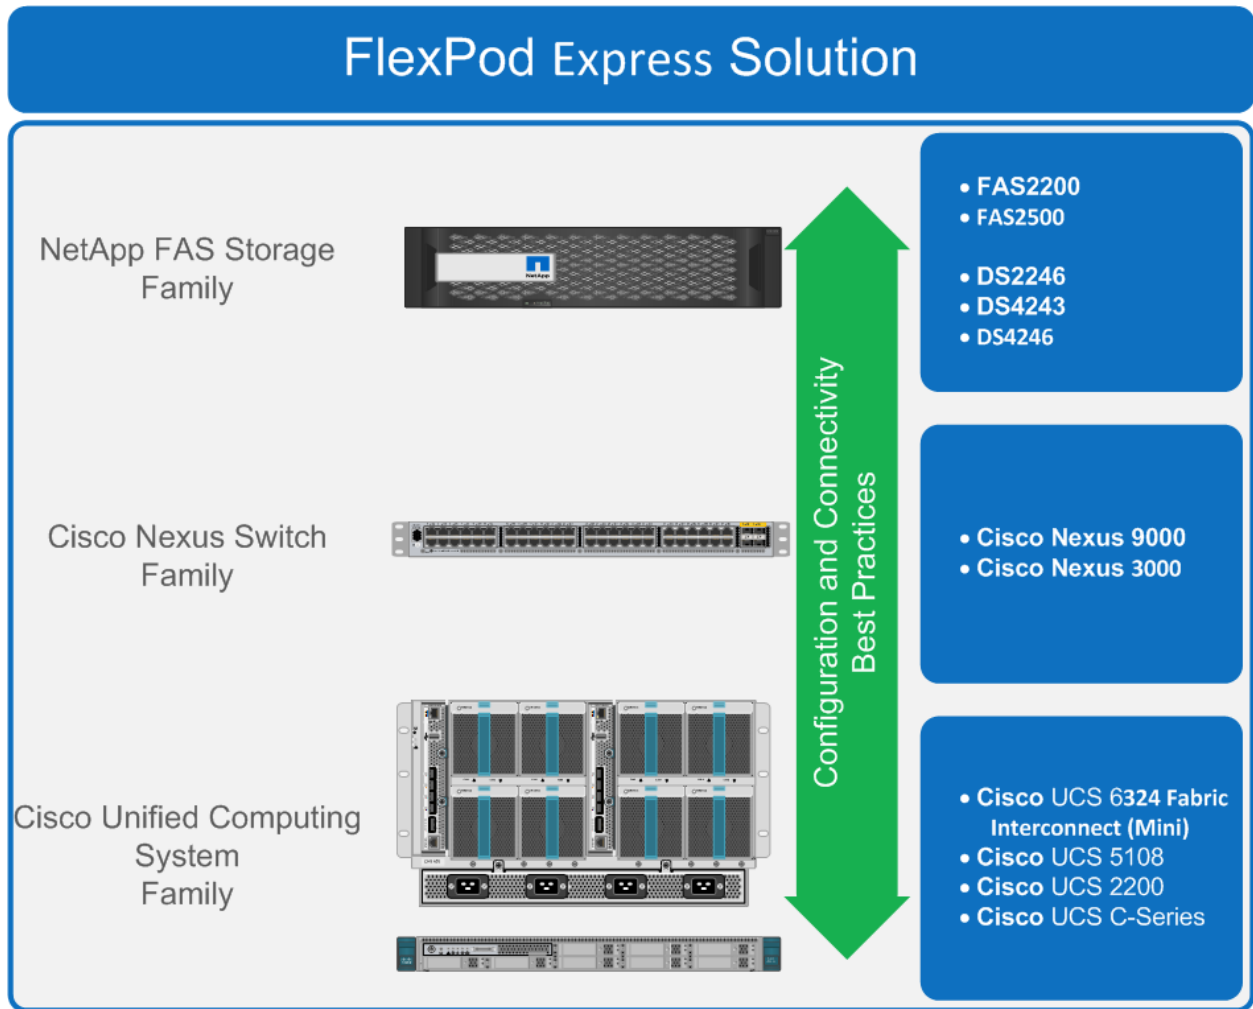 FlexPod Express Solution
NetApp FAS Storage
Family
NetApp
• FAS2200
• FAS2500
• DS2246
• DS4243
• DS4246
Configuration and Connectivity
Best Practices
Cisco Nexus Switch
Family
• Cisco Nexus 9000
• Cisco Nexus 3000
Cisco Unified Computing
System
Family
• Cisco UCS 6324 Fabric
Interconnect (Mini)
• Cisco UCS 5108
• Cisco UCS 2200
• Cisco UCS C-Series